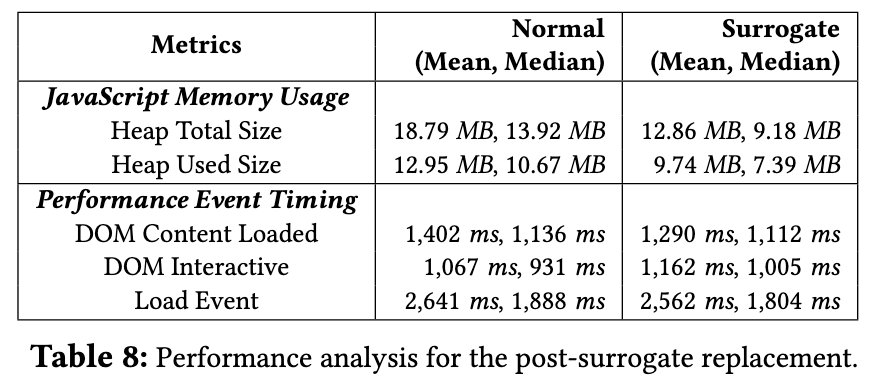 Metrics Normal (Mean, Median) Surrogate (Mean, Median)
JavaScript Memory Usage
Heap Total Size 18.79 MB, 13.92 MB 12.86 MB, 9.18 MB
Heap Used Size 12.95 MB, 10.67 MB 9.74 MB, 7.39 MB
Performance Event Timing
DOM Content Loaded 1,402 ms, 1,136 ms 1,290 ms, 1,112 ms
DOM Interactive 1,067 ms, 931 ms 1,162 ms, 1,005 ms
Load Event 2,641 ms, 1,888 ms 2,562 ms, 1,804 ms
Table 8: Performance analysis for the post-surrogate replacement.